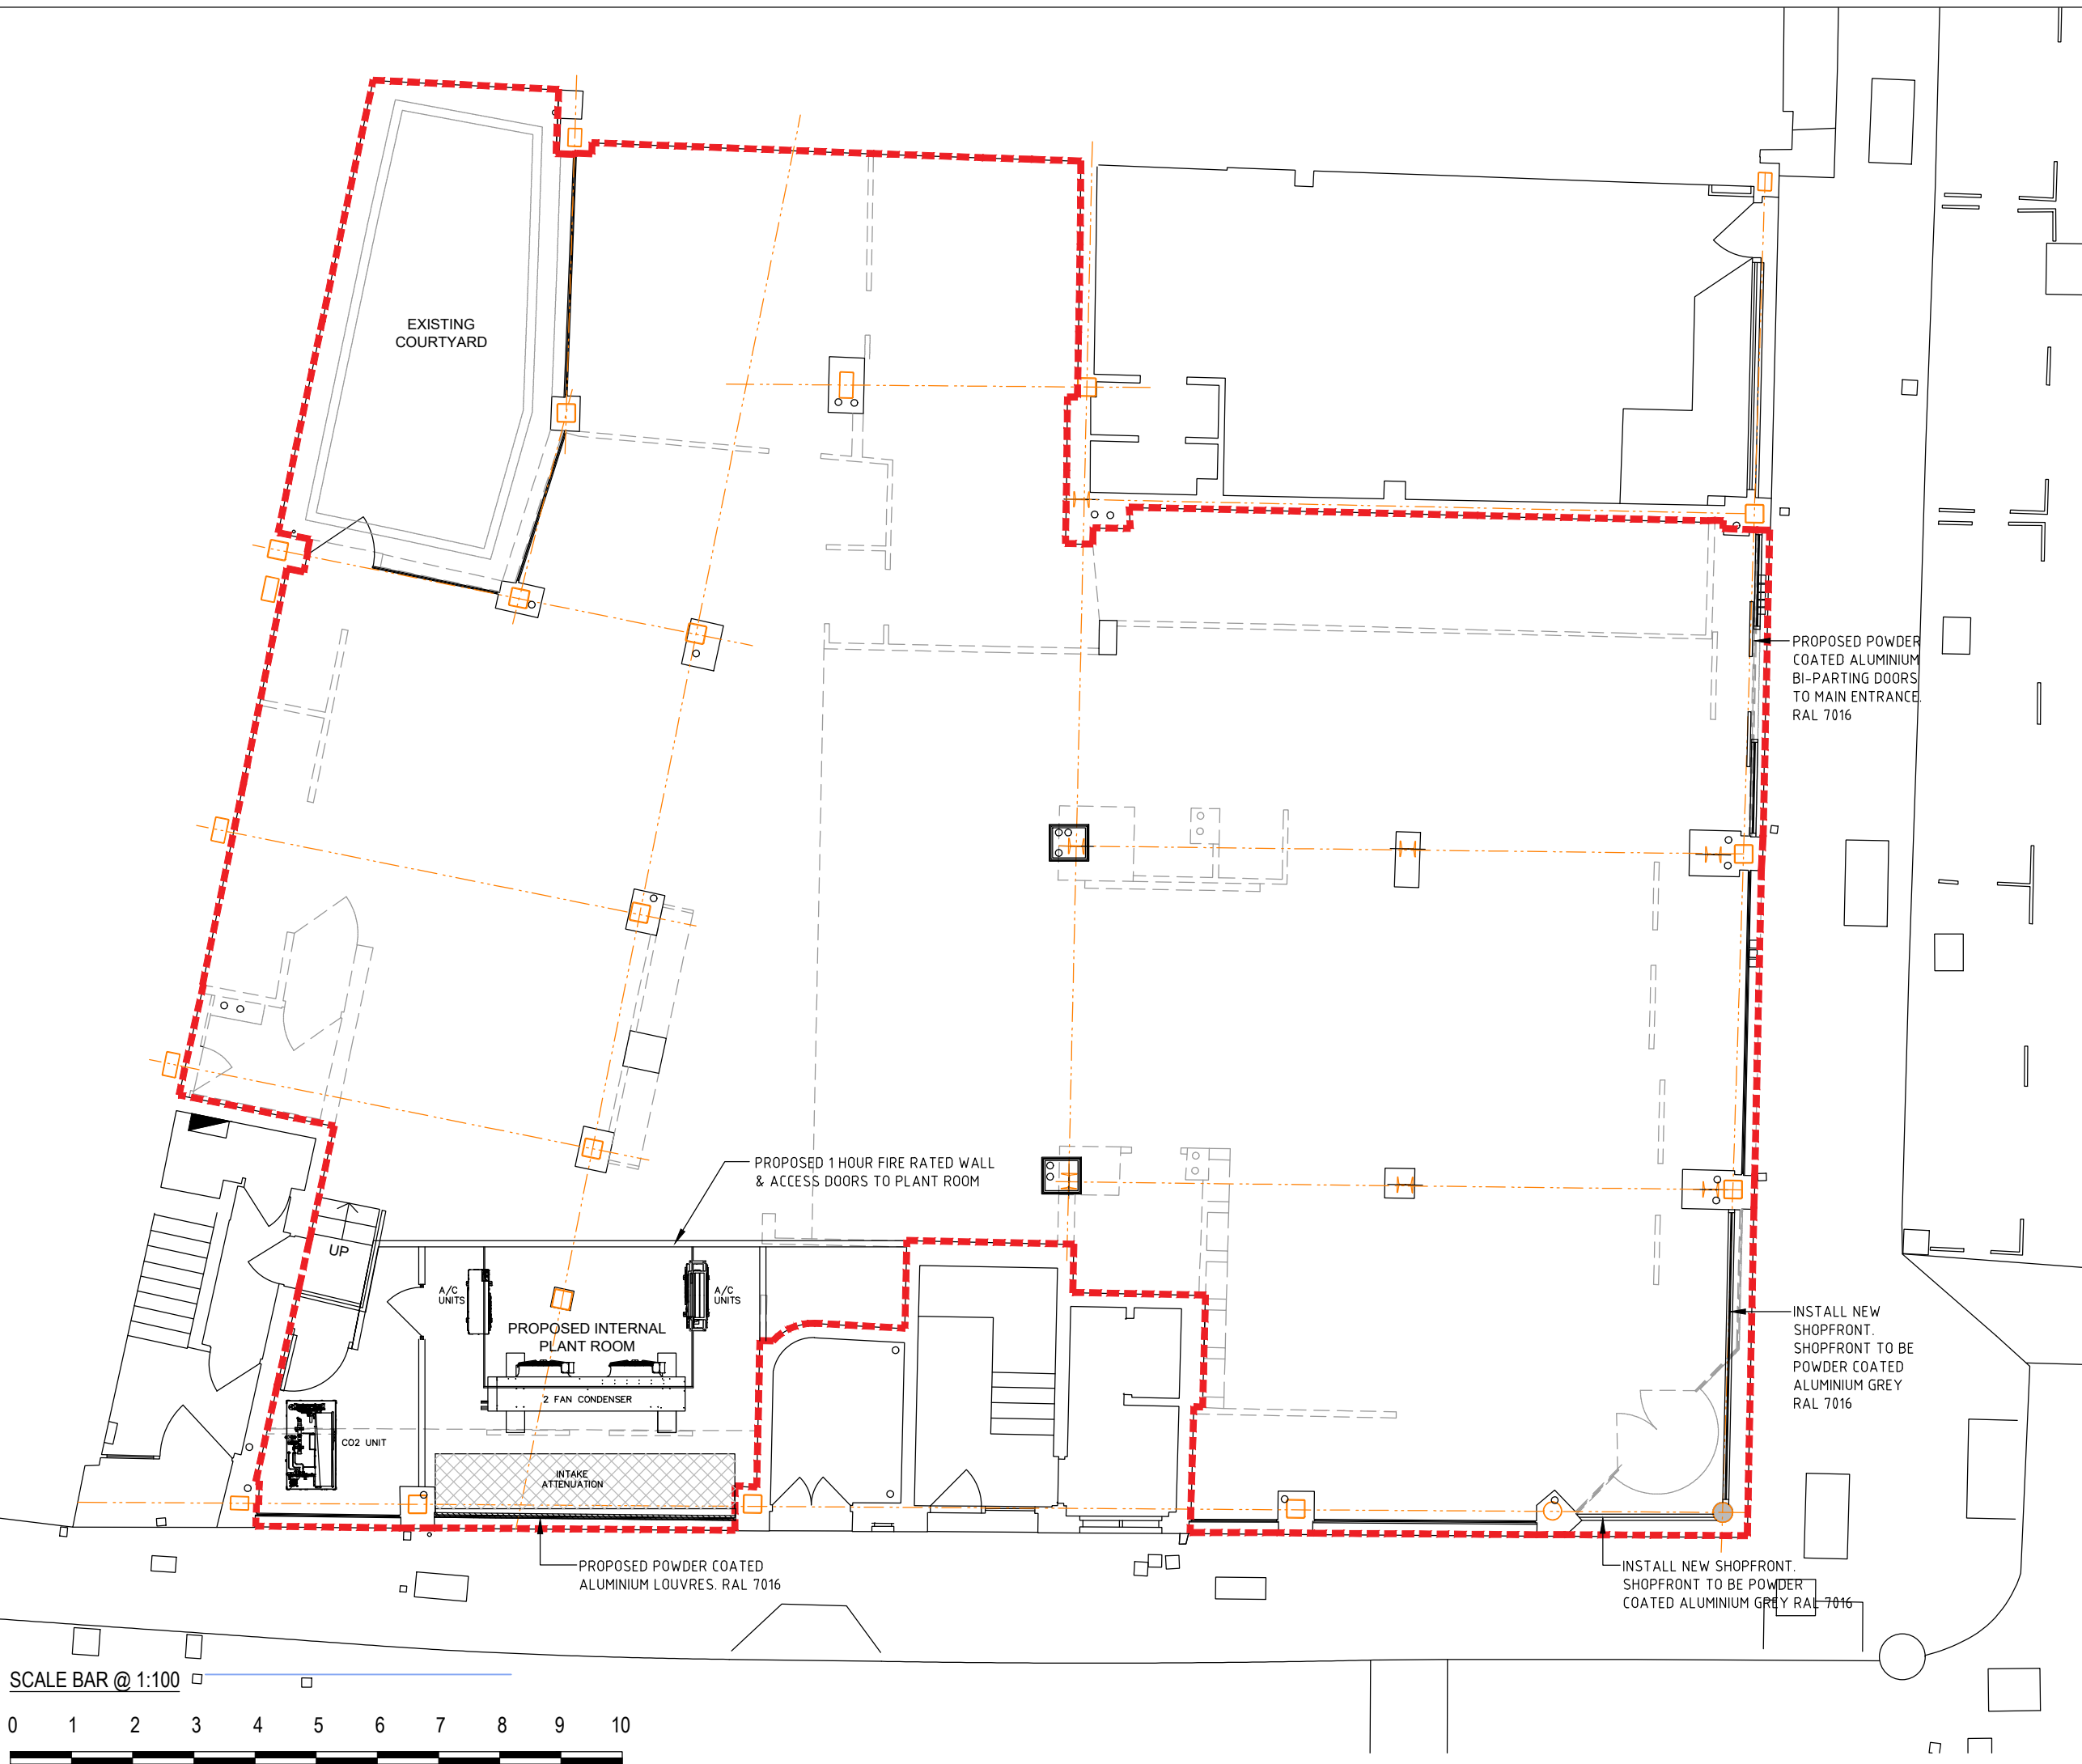 EXISTING
COURTYARD
PROPOSED POWDER
COATED ALUMINIUM
BI-PARTING DOORS
TO MAIN ENTRANCE.
RAL 7016
PROPOSED 1 HOUR FIRE RATED WALL
& ACCESS DOORS TO PLANT ROOM
UP
A/C
UNITS
A/C
UNITS
PROPOSED INTERNAL
PLANT ROOM
2 FAN CONDENSER
CO2 UNIT
INTAKE
ATTENUATION
INSTALL NEW
SHOPFRONT.
SHOPFRONT TO BE
POWDER COATED
ALUMINIUM GREY
RAL 7016
PROPOSED POWDER COATED
ALUMINIUM LOUVRES. RAL 7016
INSTALL NEW SHOPFRONT.
SHOPFRONT TO BE POWDER
COATED ALUMINIUM GREY RAL 7016
SCALE BAR @ 1:100
0 1 2 3 4 5 6 7 8 9 10